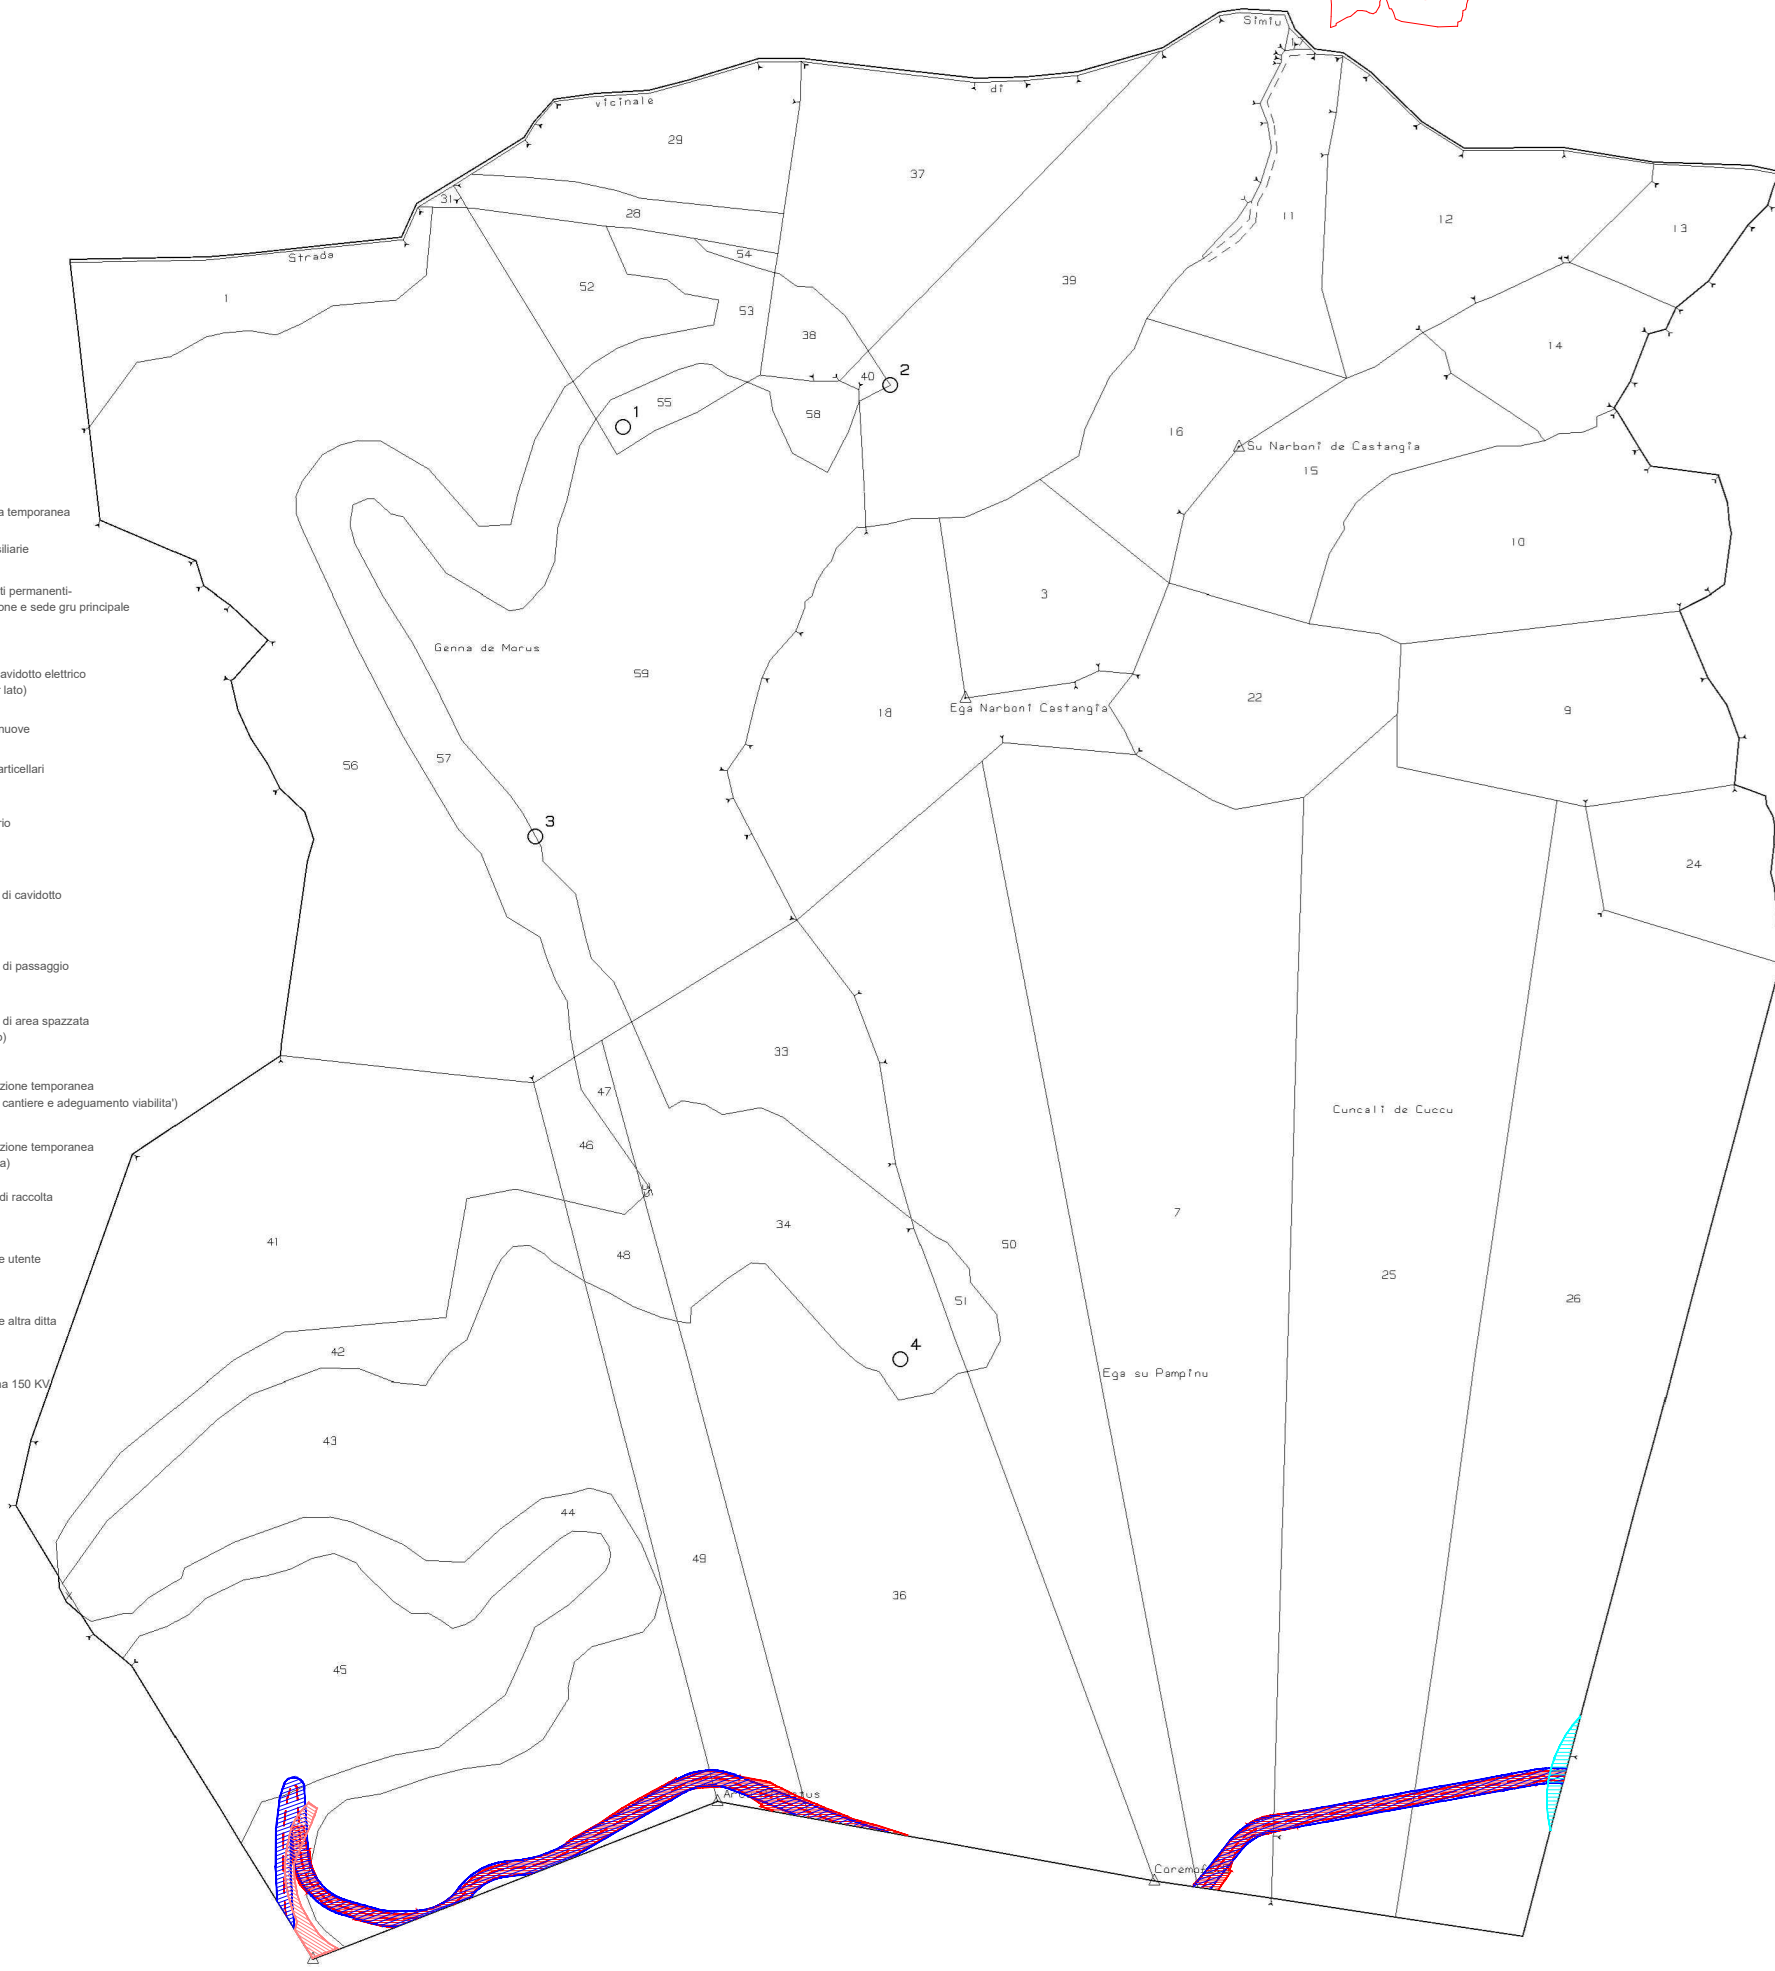 Simiu
vicinale
di
Strada
17
29
37
31
28
11
12
13
54
1
52
39
53
38
14
2
40
1
55
58
16
Su Narboni de Castangia
15
10
3
Genna de Morus
59
18
Ega Narboni Castangia
22
9
56
57
3
24
33
47
46
Cuncali de Cuccu
35
34
7
41
48
50
25
51
26
42
4
Ega su Pampinu
43
44
49
36
45
a temporanea
siliarie
ti permanenti-
one e sede gru principale
avidotto elettrico
r lato)
nuove
articellari
rio
di cavidotto
di passaggio
di area spazzata
o)
zione temporanea
cantiere e adeguamento viabilita')
zione temporanea
a)
di raccolta
e utente
e altra ditta
na 150 KV